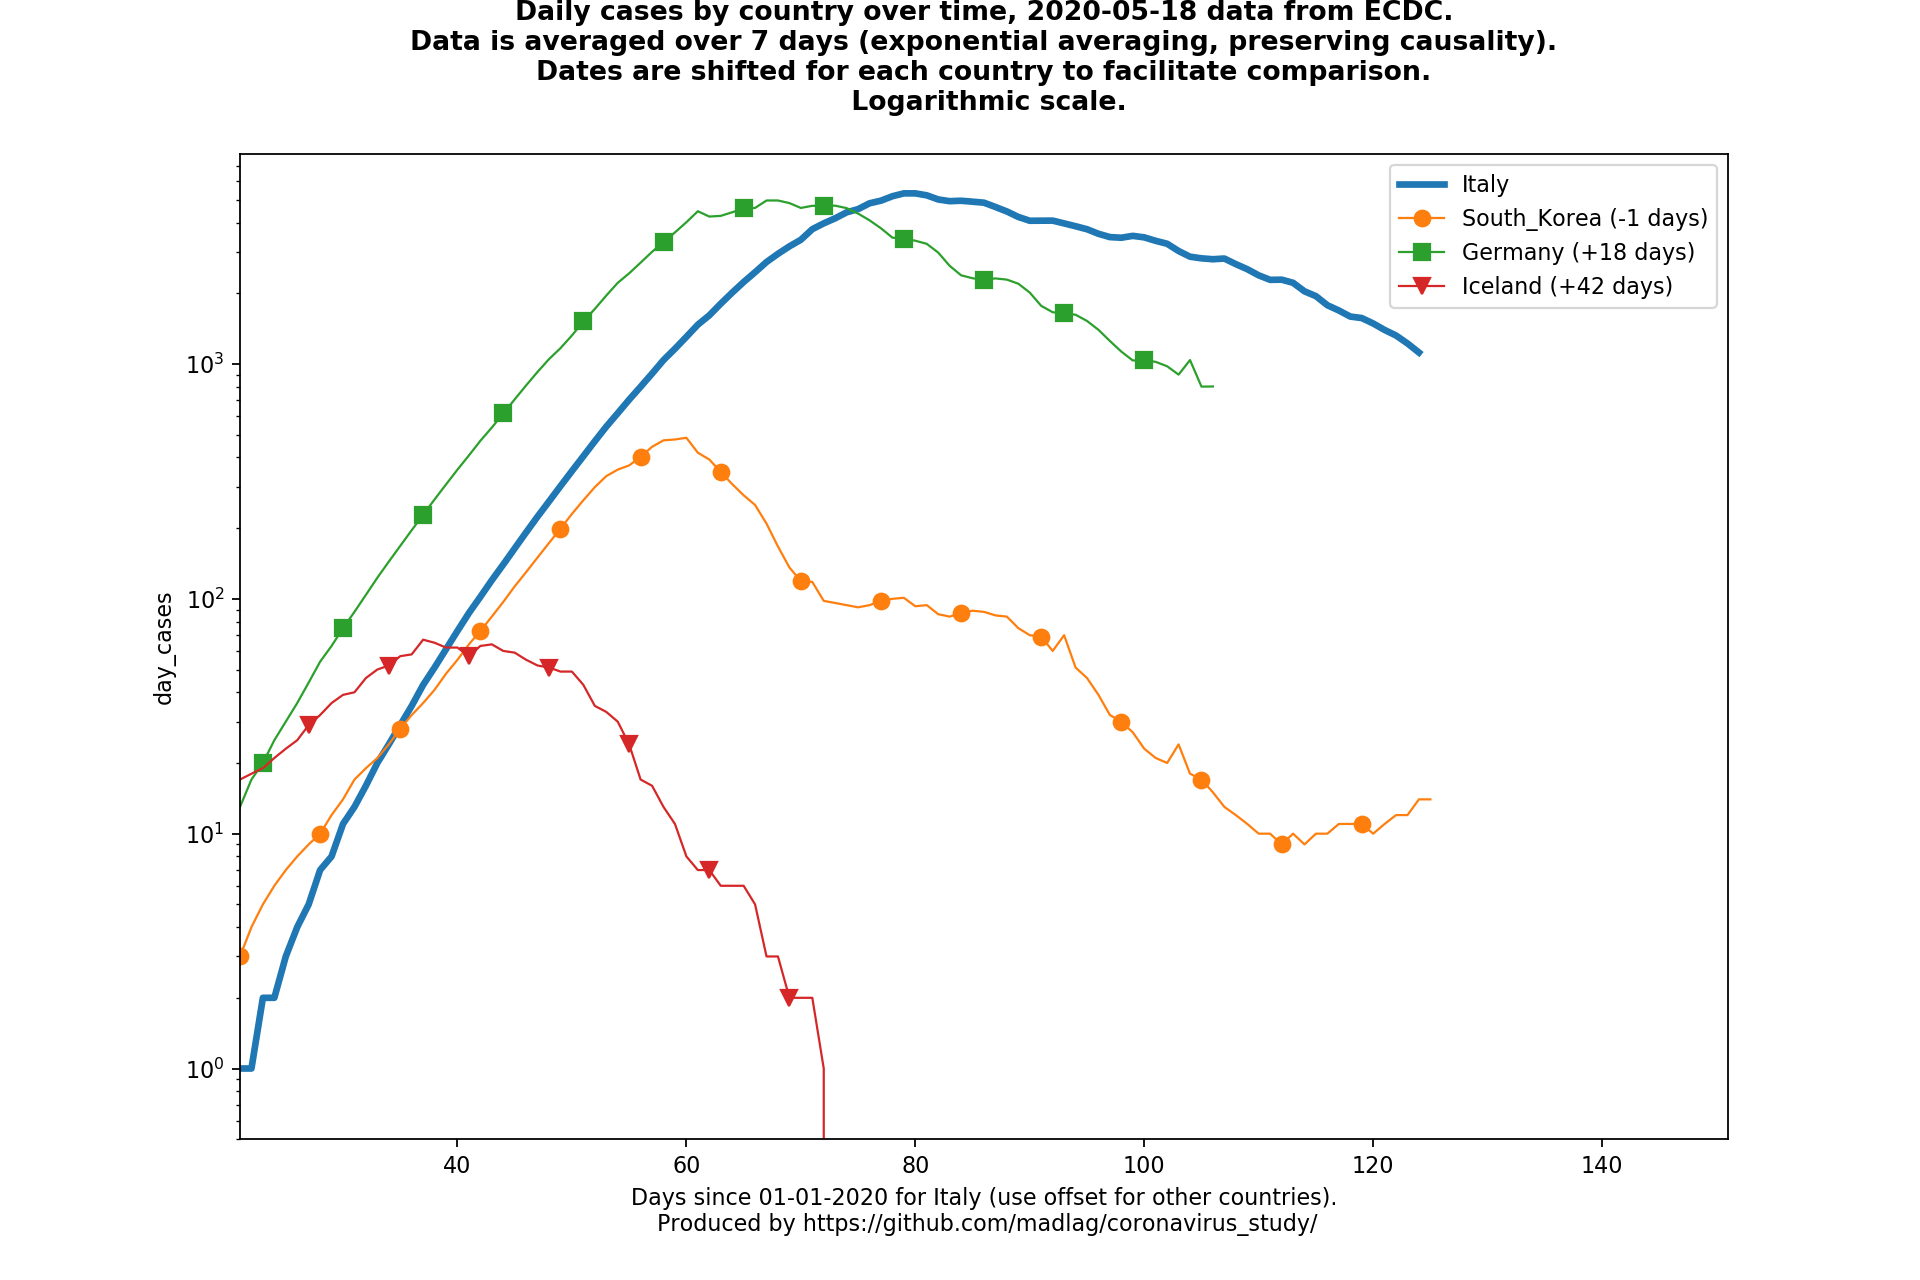 Daily cases by country over time, 2020-05-18 data from ECDC.
Data is averaged over 7 days (exponential averaging, preserving causality).
Dates are shifted for each country to facilitate comparison.
Logarithmic scale.
Italy
South_Korea (-1 days)
Germany (+18 days)
Iceland (+42 days)
10³
10²
10¹
10⁰
day_cases
40 60 80 100 120 140
Days since 01-01-2020 for Italy (use offset for other countries).
Produced by https://github.com/madlag/coronavirus_study/